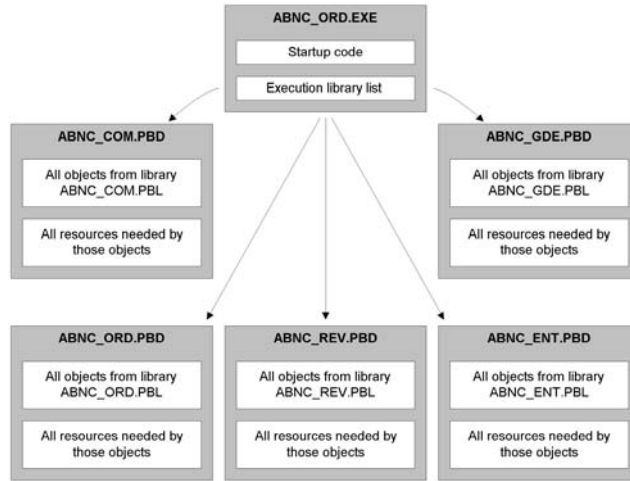 ABNC_ORD.EXE
Startup code
Execution library list
ABNC_COM.PBD
All objects from library
ABNC_COM.PBL
All resources needed by
those objects
ABNC_GDE.PBD
All objects from library
ABNC_GDE.PBL
All resources needed by
those objects
ABNC_ORD.PBD
All objects from library
ABNC_ORD.PBL
All resources needed by
those objects
ABNC_REV.PBD
All objects from library
ABNC_REV.PBL
All resources needed by
those objects
ABNC_ENT.PBD
All objects from library
ABNC_ENT.PBL
All resources needed by
those objects